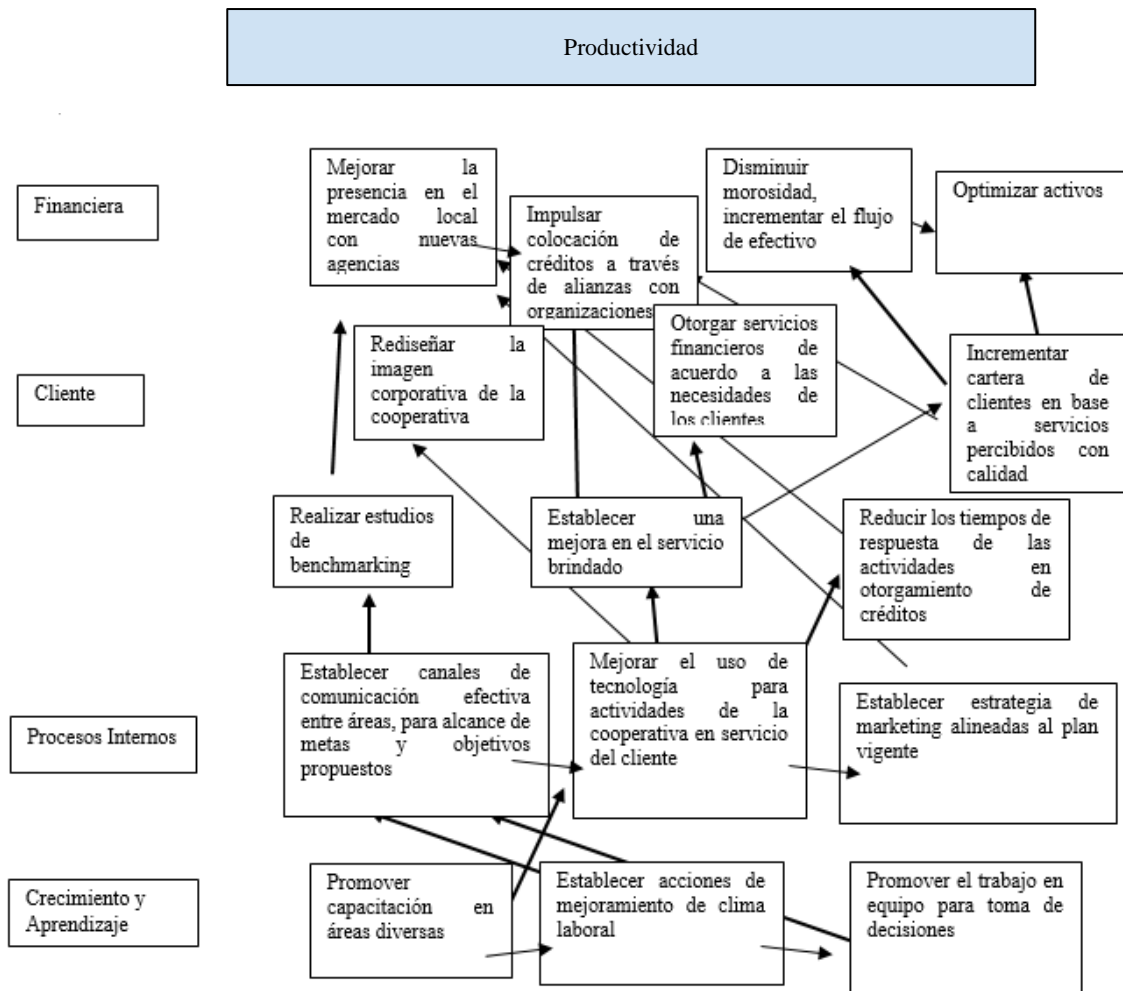 Productividad
Financiera
Mejorar la
presencia en el
mercado local
con nuevas
agencias
Impulsar
colocación de
créditos a través
de alianzas con
organizaciones
Disminuir
morosidad,
incrementar el flujo
de efectivo
Optimizar activos
Cliente
Rediseñar la
imagen
corporativa de la
cooperativa
Otorgar servicios
financieros de
acuerdo a las
necesidades de
los clientes
Incrementar
cartera de
clientes en base
a servicios
percibidos con
calidad
Realizar estudios
de
benchmarking
Establecer una
mejora en el servicio
brindado
Reducir los tiempos de
respuesta de las
actividades en
otorgamiento de
créditos
Procesos Internos
Establecer canales de
comunicación efectiva
entre áreas, para alcance de
metas y objetivos
propuestos
Mejorar el uso de
tecnología para
actividades de la
cooperativa en servicio
del cliente
Establecer estrategia de
marketing alineadas al plan
vigente
Crecimiento y
Aprendizaje
Promover
capacitación en
áreas diversas
Establecer acciones de
mejoramiento de clima
laboral
Promover el trabajo en
equipo para toma de
decisiones